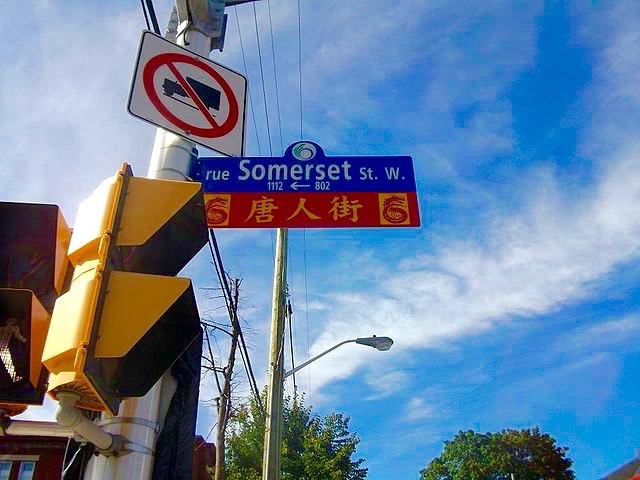 rue Somerset St. W.
1112 ← 802
唐人街